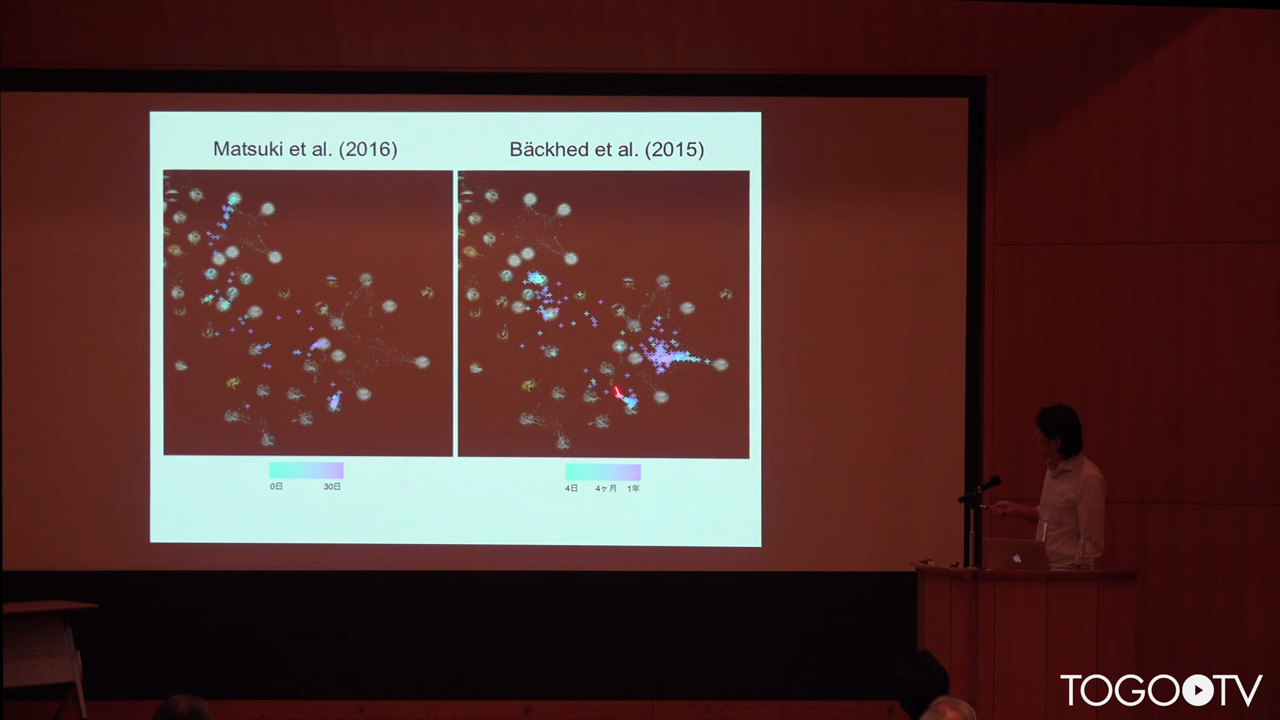 Matsuki et al. (2016)
Bäckhed et al. (2015)
0日 30日
4日 4ヶ月 1年
TOGOTV